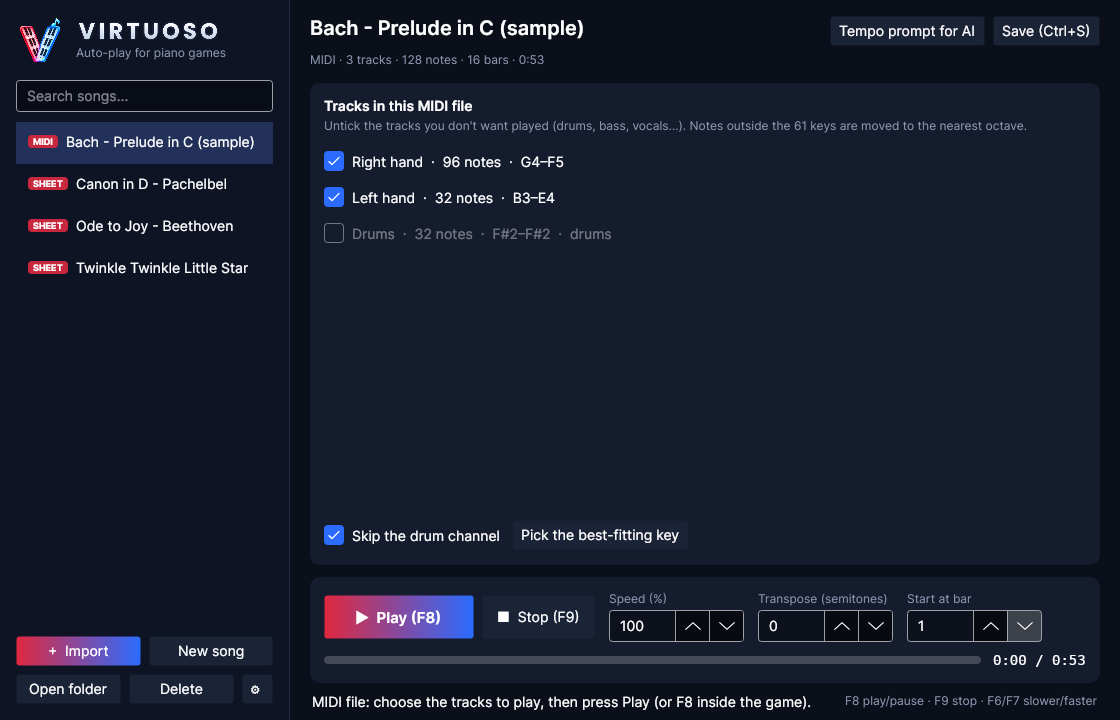 VIRTUOSO
Auto-play for piano games
Search songs...
MIDI Bach - Prelude in C (sample)
SHEET Canon in D - Pachelbel
SHEET Ode to Joy - Beethoven
SHEET Twinkle Twinkle Little Star
+ Import
New song
Open folder
Delete
Bach - Prelude in C (sample)
Tempo prompt for AI
Save (Ctrl+S)
MIDI · 3 tracks · 128 notes · 16 bars · 0:53
Tracks in this MIDI file
Untick the tracks you don't want played (drums, bass, vocals...). Notes outside the 61 keys are moved to the nearest octave.
Right hand · 96 notes · G4–F5
Left hand · 32 notes · B3–E4
Drums · 32 notes · F#2–F#2 · drums
Skip the drum channel
Pick the best-fitting key
Play (F8)
Stop (F9)
Speed (%)
100
Transpose (semitones)
0
Start at bar
1
0:00 / 0:53
MIDI file: choose the tracks to play, then press Play (or F8 inside the game).
F8 play/pause · F9 stop · F6/F7 slower/faster